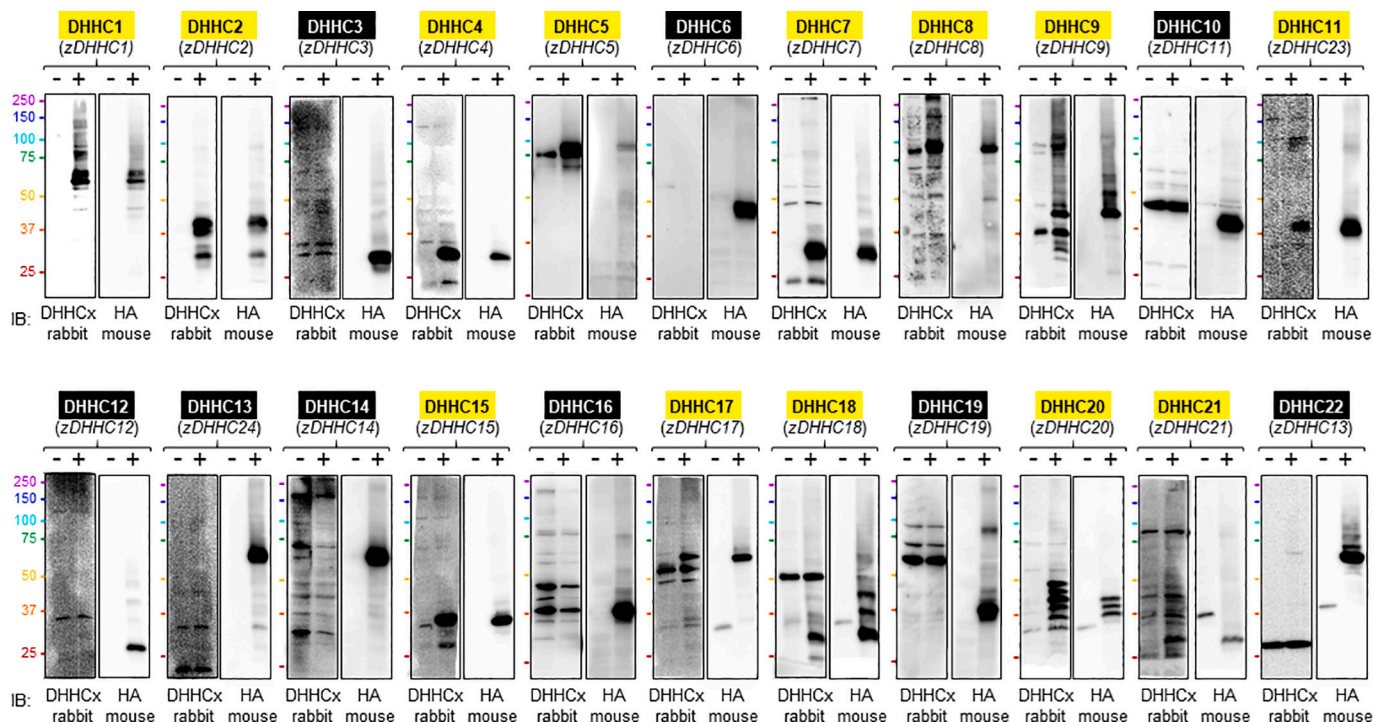 DHHC1 DHHC2 DHHC3 DHHC4 DHHC5 DHHC6 DHHC7 DHHC8 DHHC9 DHHC10 DHHC11
(zDHHC1) (zDHHC2) (zDHHC3) (zDHHC4) (zDHHC5) (zDHHC6) (zDHHC7) (zDHHC8) (zDHHC9) (zDHHC11) (zDHHC23)
- + - + - + - + - + - + - + - + - + - + - + - + - + - + - + - + - + - + - + - + - + - +
250
150
100
75
50
37
25
IB: DHHCx HA DHHCx HA DHHCx HA DHHCx HA DHHCx HA DHHCx HA DHHCx HA DHHCx HA DHHCx HA DHHCx HA DHHCx HA
rabbit mouse rabbit mouse rabbit mouse rabbit mouse rabbit mouse rabbit mouse rabbit mouse rabbit mouse rabbit mouse rabbit mouse rabbit mouse
DHHC12 DHHC13 DHHC14 DHHC15 DHHC16 DHHC17 DHHC18 DHHC19 DHHC20 DHHC21 DHHC22
(zDHHC12) (zDHHC24) (zDHHC14) (zDHHC15) (zDHHC16) (zDHHC17) (zDHHC18) (zDHHC19) (zDHHC20) (zDHHC21) (zDHHC13)
- + - + - + - + - + - + - + - + - + - + - + - + - + - + - + - + - + - + - + - + - + - +
250
150
100
75
50
37
25
IB: DHHCx HA DHHCx HA DHHCx HA DHHCx HA DHHCx HA DHHCx HA DHHCx HA DHHCx HA DHHCx HA DHHCx HA DHHCx HA
rabbit mouse rabbit mouse rabbit mouse rabbit mouse rabbit mouse rabbit mouse rabbit mouse rabbit mouse rabbit mouse rabbit mouse rabbit mouse